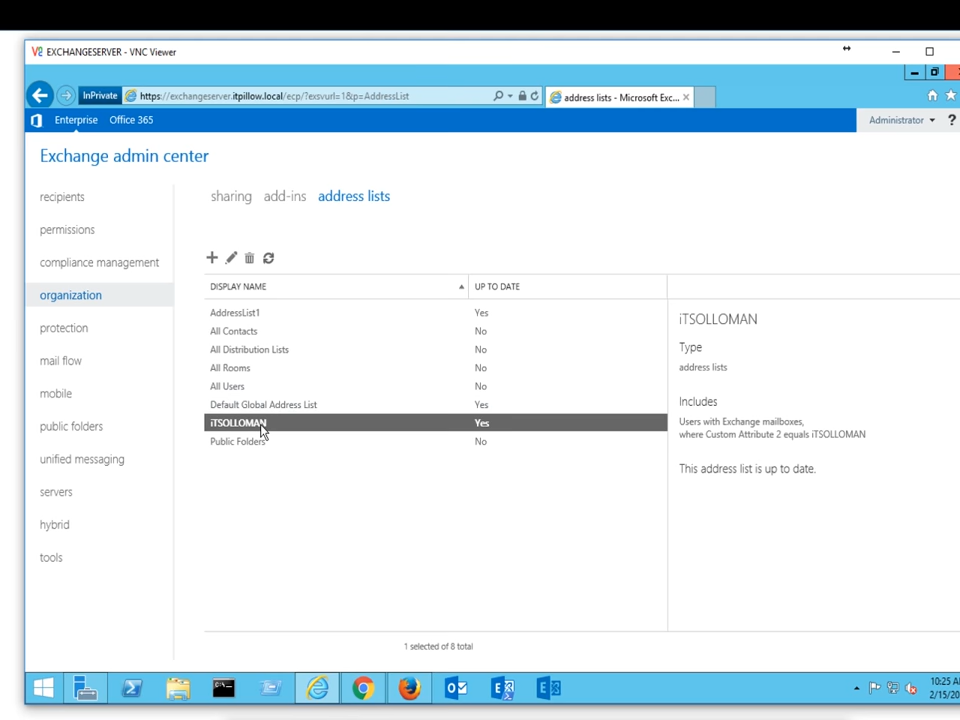 EXCHANGESERVER - VNC Viewer
InPrivate https://exchangeserver.itpillow.local/ecp/?exsvurl=1&p=AddressList address lists - Microsoft Exc...
Enterprise Office 365 Administrator ?
Exchange admin center
recipients
permissions
compliance management
organization
protection
mail flow
mobile
public folders
unified messaging
servers
hybrid
tools
sharing add-ins address lists
DISPLAY NAME UP TO DATE
AddressList1 Yes
All Contacts No
All Distribution Lists No
All Rooms No
All Users No
Default Global Address List Yes
iTSOLLOMAN Yes
Public Folders No
iTSOLLOMAN
Type
address lists
Includes
Users with Exchange mailboxes,
where Custom Attribute 2 equals iTSOLLOMAN
This address list is up to date.
1 selected of 8 total
10:25 A
2/15/20